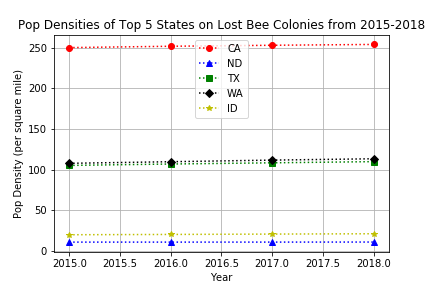 Pop Densities of Top 5 States on Lost Bee Colonies from 2015-2018
250
200
150
100
50
0
Pop Density (per square mile)
CA
ND
TX
WA
ID
2015.0 2015.5 2016.0 2016.5 2017.0 2017.5 2018.0
Year